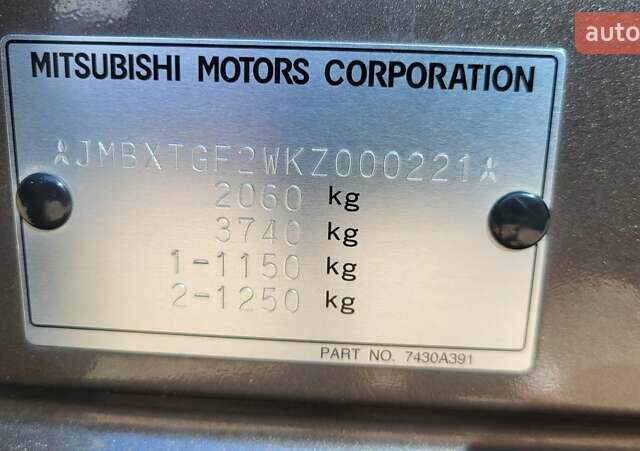 auto
MITSUBISHI MOTORS CORPORATION
JMBXTGF2WKZ000221
2060 kg
3740 kg
1-1150 kg
2-1250 kg
PART NO. 7430A391